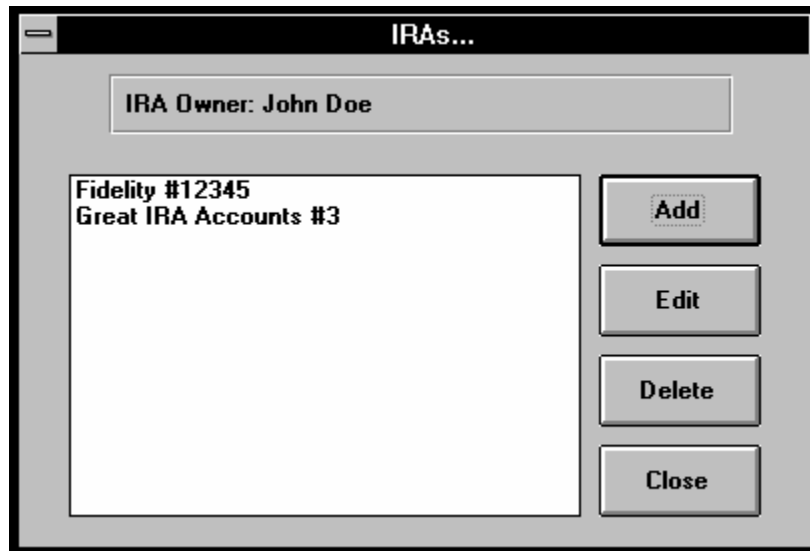 IRAs...
IRA Owner: John Doe
Fidelity #12345
Great IRA Accounts #3
Add
Edit
Delete
Close